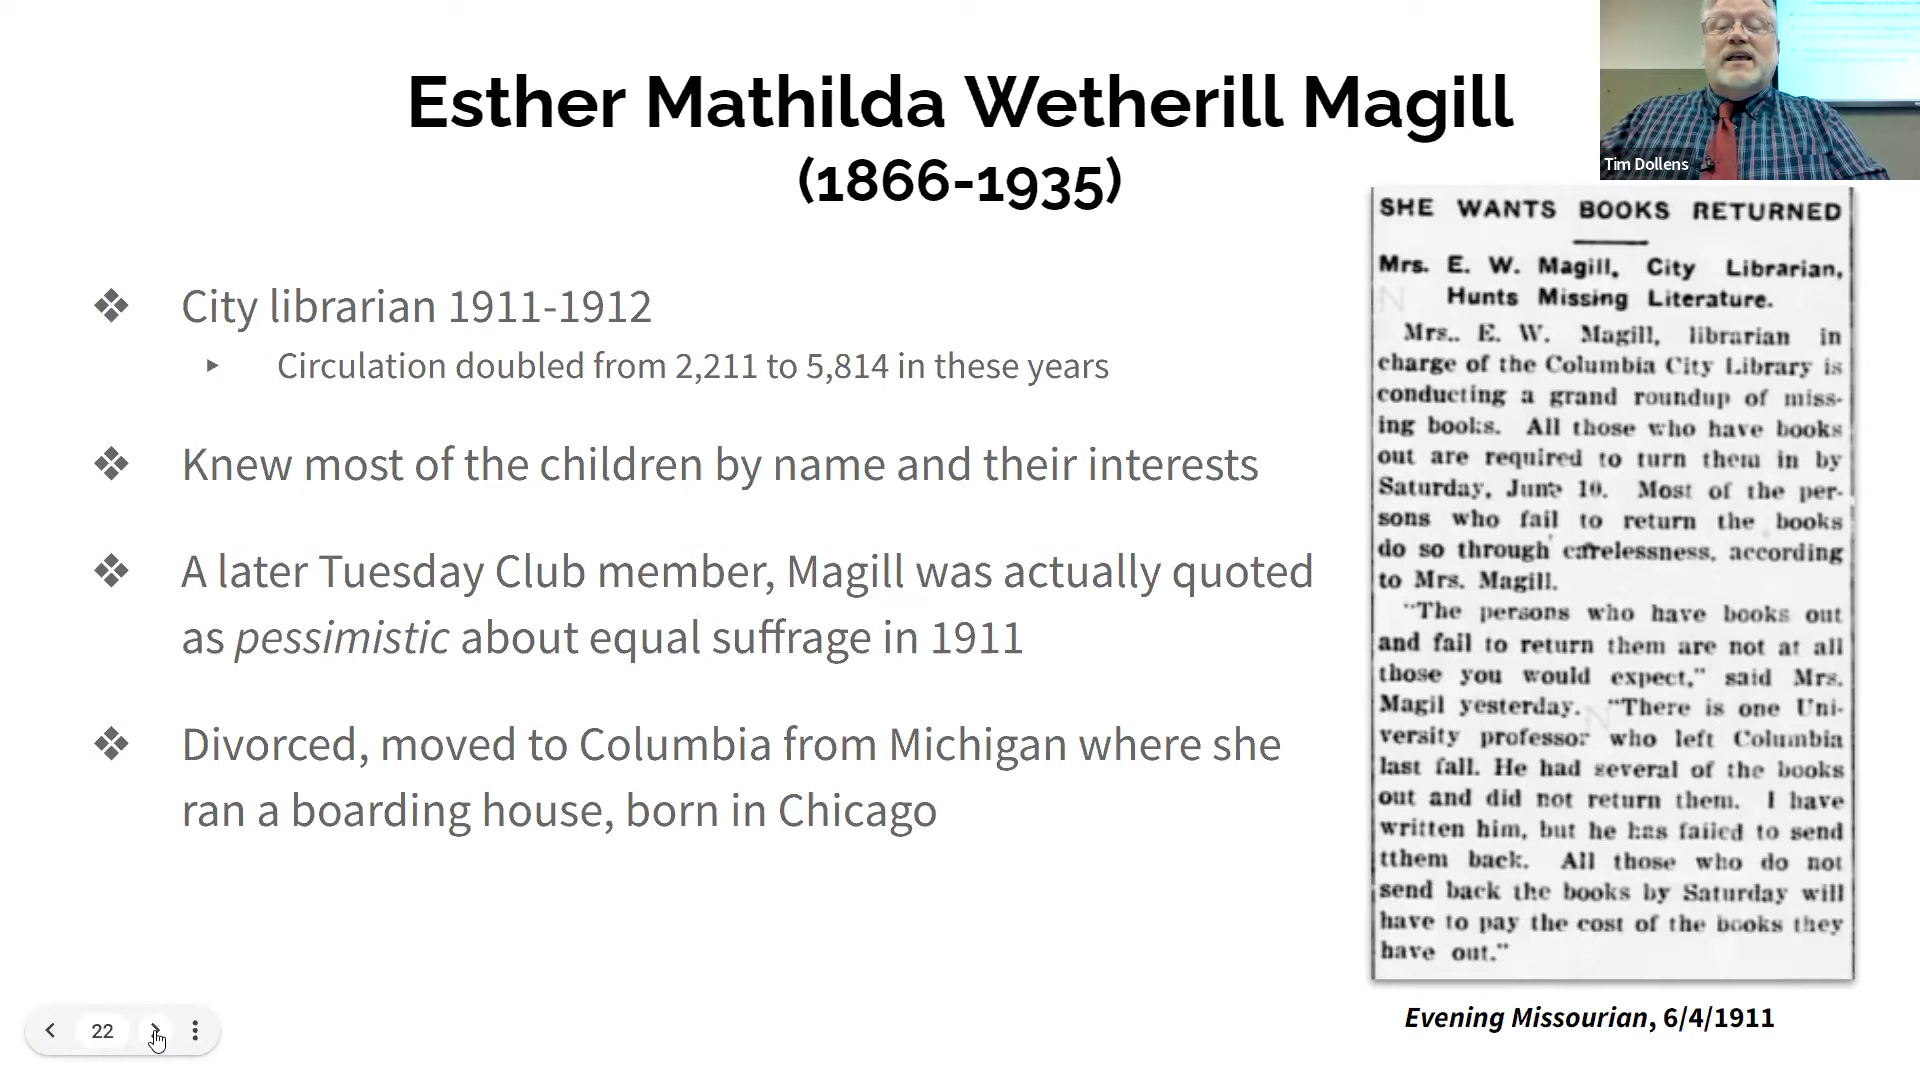 Esther Mathilda Wetherill Magill
(1866-1935)
City librarian 1911-1912
Circulation doubled from 2,211 to 5,814 in these years
Knew most of the children by name and their interests
A later Tuesday Club member, Magill was actually quoted
as pessimistic about equal suffrage in 1911
Divorced, moved to Columbia from Michigan where she
ran a boarding house, born in Chicago
Tim Dollens
SHE WANTS BOOKS RETURNED
Mrs. E. W. Magill, City Librarian,
Hunts Missing Literature.
Mrs.. E. W. Magill, librarian in
charge of the Columbia City Library is
conducting a grand roundup of miss-
ing books. All those who have books
out are required to turn them in by
Saturday, June 10. Most of the per-
sons who fail to return the books
do so through carelessness, according
to Mrs. Magill.
"The persons who have books out
and fail to return them are not at all
those you would expect," said Mrs.
Magil yesterday. "There is one Uni-
versity professor who left Columbia
last fall. He had several of the books
out and did not return them. I have
written him, but he has failed to send
tthem back. All those who do not
send back the books by Saturday will
have to pay the cost of the books they
have out."
Evening Missourian, 6/4/1911
22